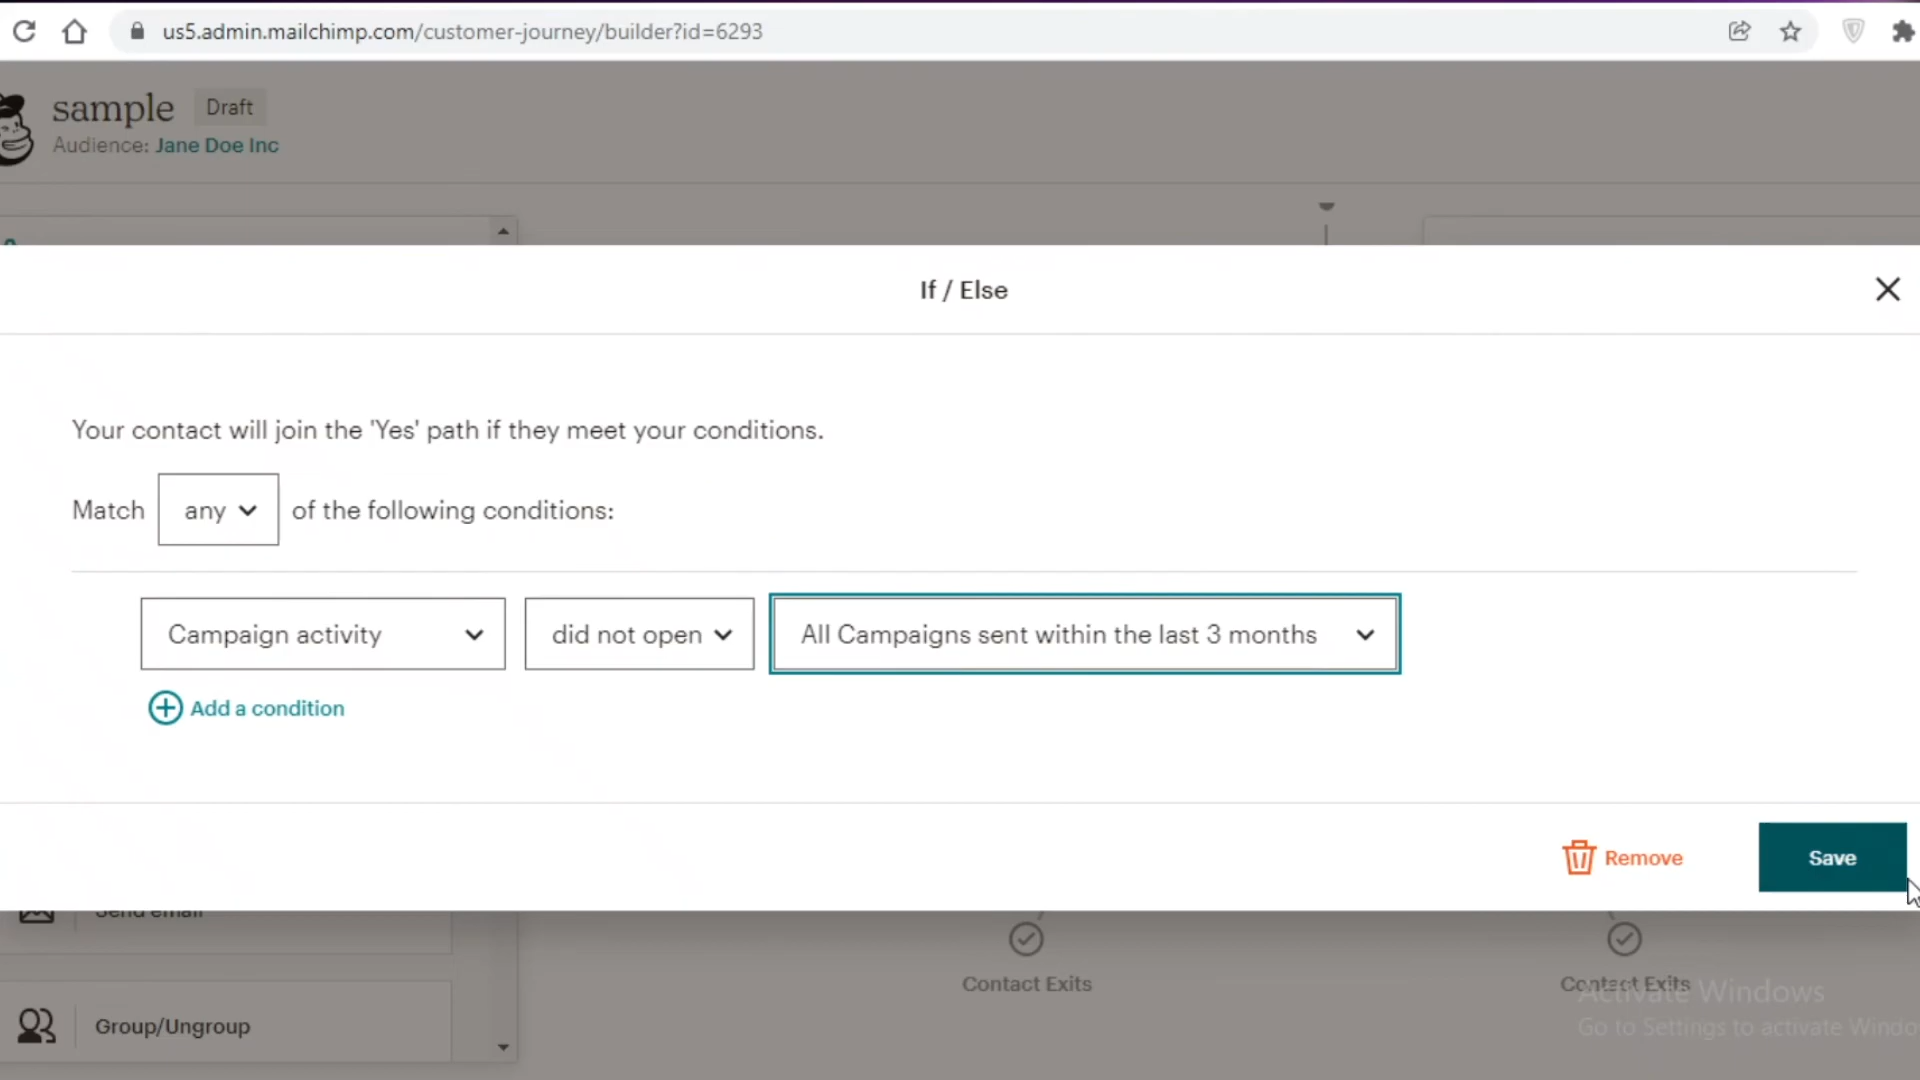 us5.admin.mailchimp.com/customer-journey/builder?id=6293
sample Draft
Audience: Jane Doe Inc
If / Else
Your contact will join the 'Yes' path if they meet your conditions.
Match any of the following conditions:
Campaign activity did not open All Campaigns sent within the last 3 months
Add a condition
Remove Save
Send email
Contact Exits Contact Exits
Activate Windows
Group/Ungroup
Go to Settings to activate Windo